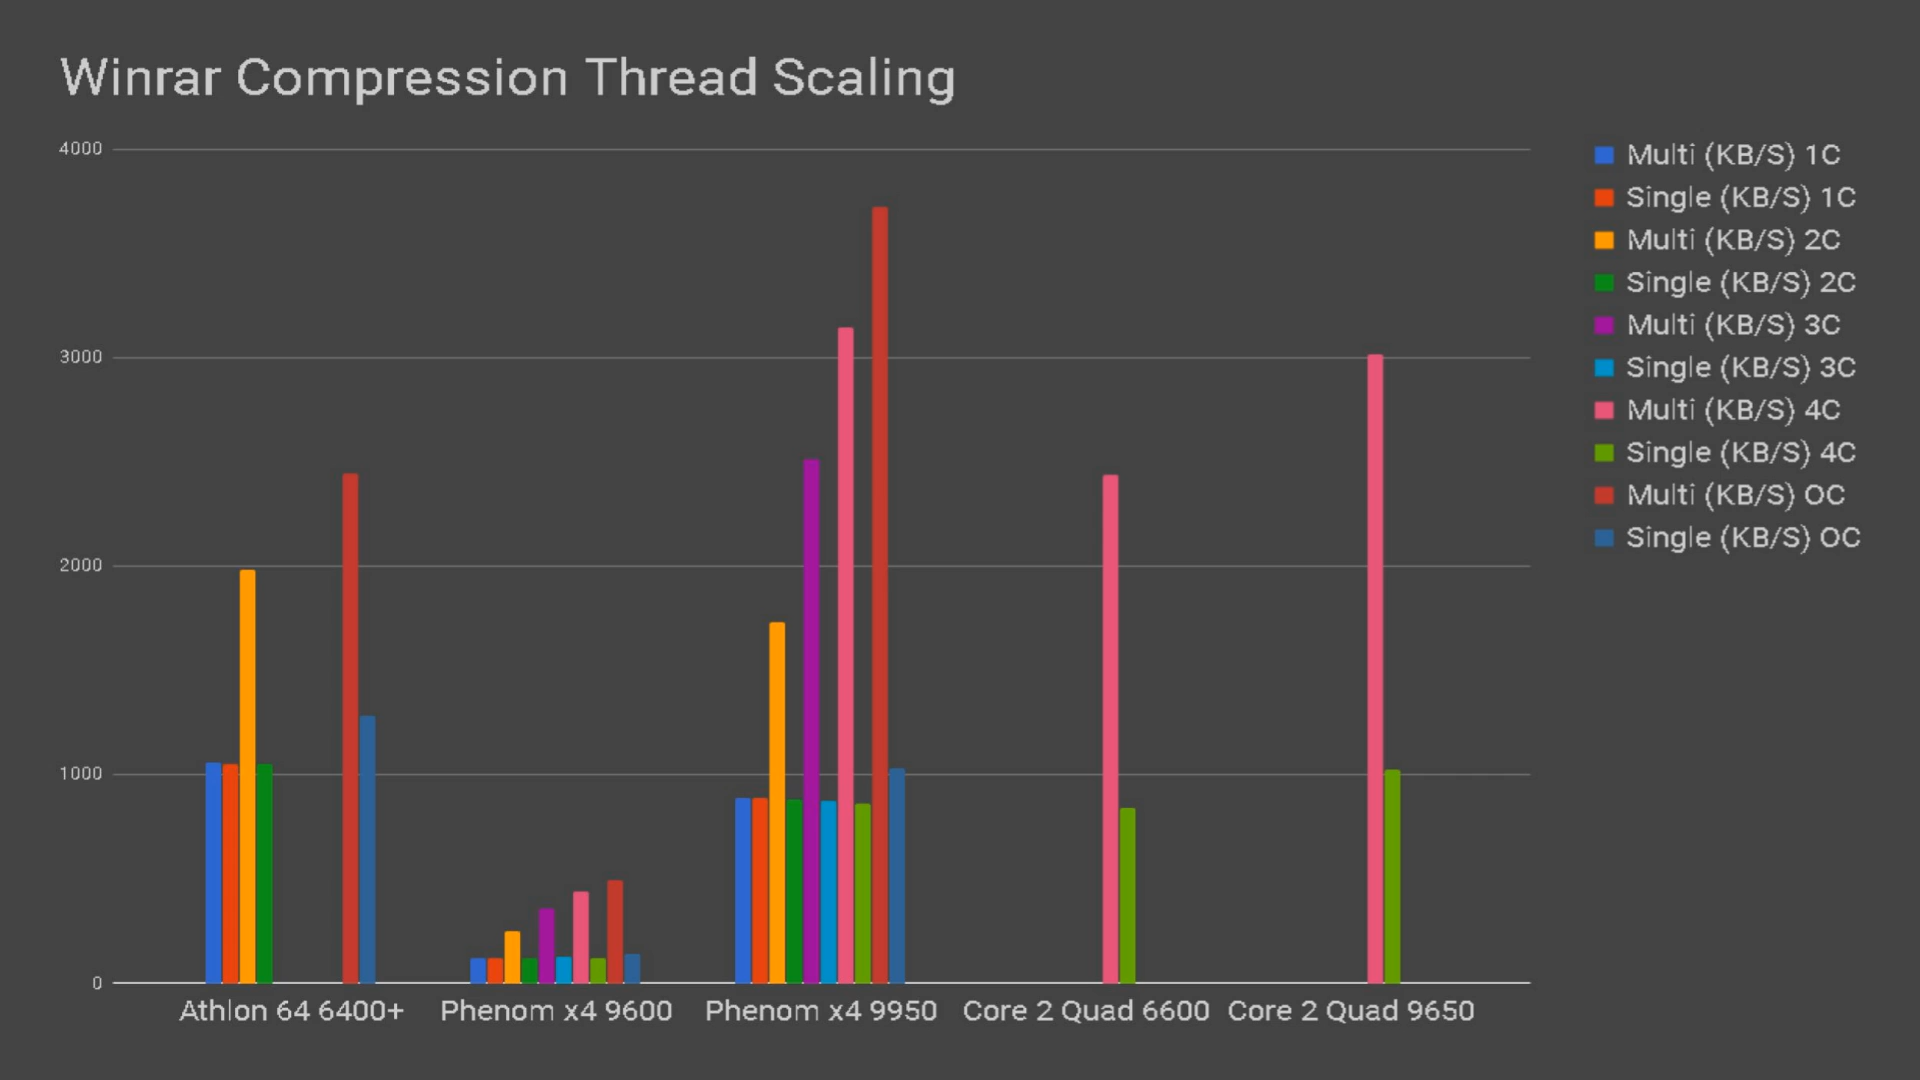 Winrar Compression Thread Scaling
4000
3000
2000
1000
0
Athlon 64 6400+
Phenom x4 9600
Phenom x4 9950
Core 2 Quad 6600
Core 2 Quad 9650
Multi (KB/S) 1C
Single (KB/S) 1C
Multi (KB/S) 2C
Single (KB/S) 2C
Multi (KB/S) 3C
Single (KB/S) 3C
Multi (KB/S) 4C
Single (KB/S) 4C
Multi (KB/S) OC
Single (KB/S) OC